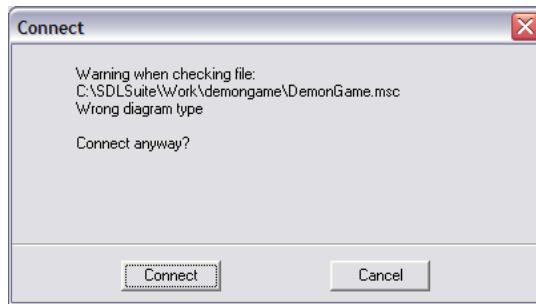 Connect
Warning when checking file:
C:\SDLSuite\Work\demongame\DemonGame.msc
Wrong diagram type
Connect anyway?
Connect
Cancel